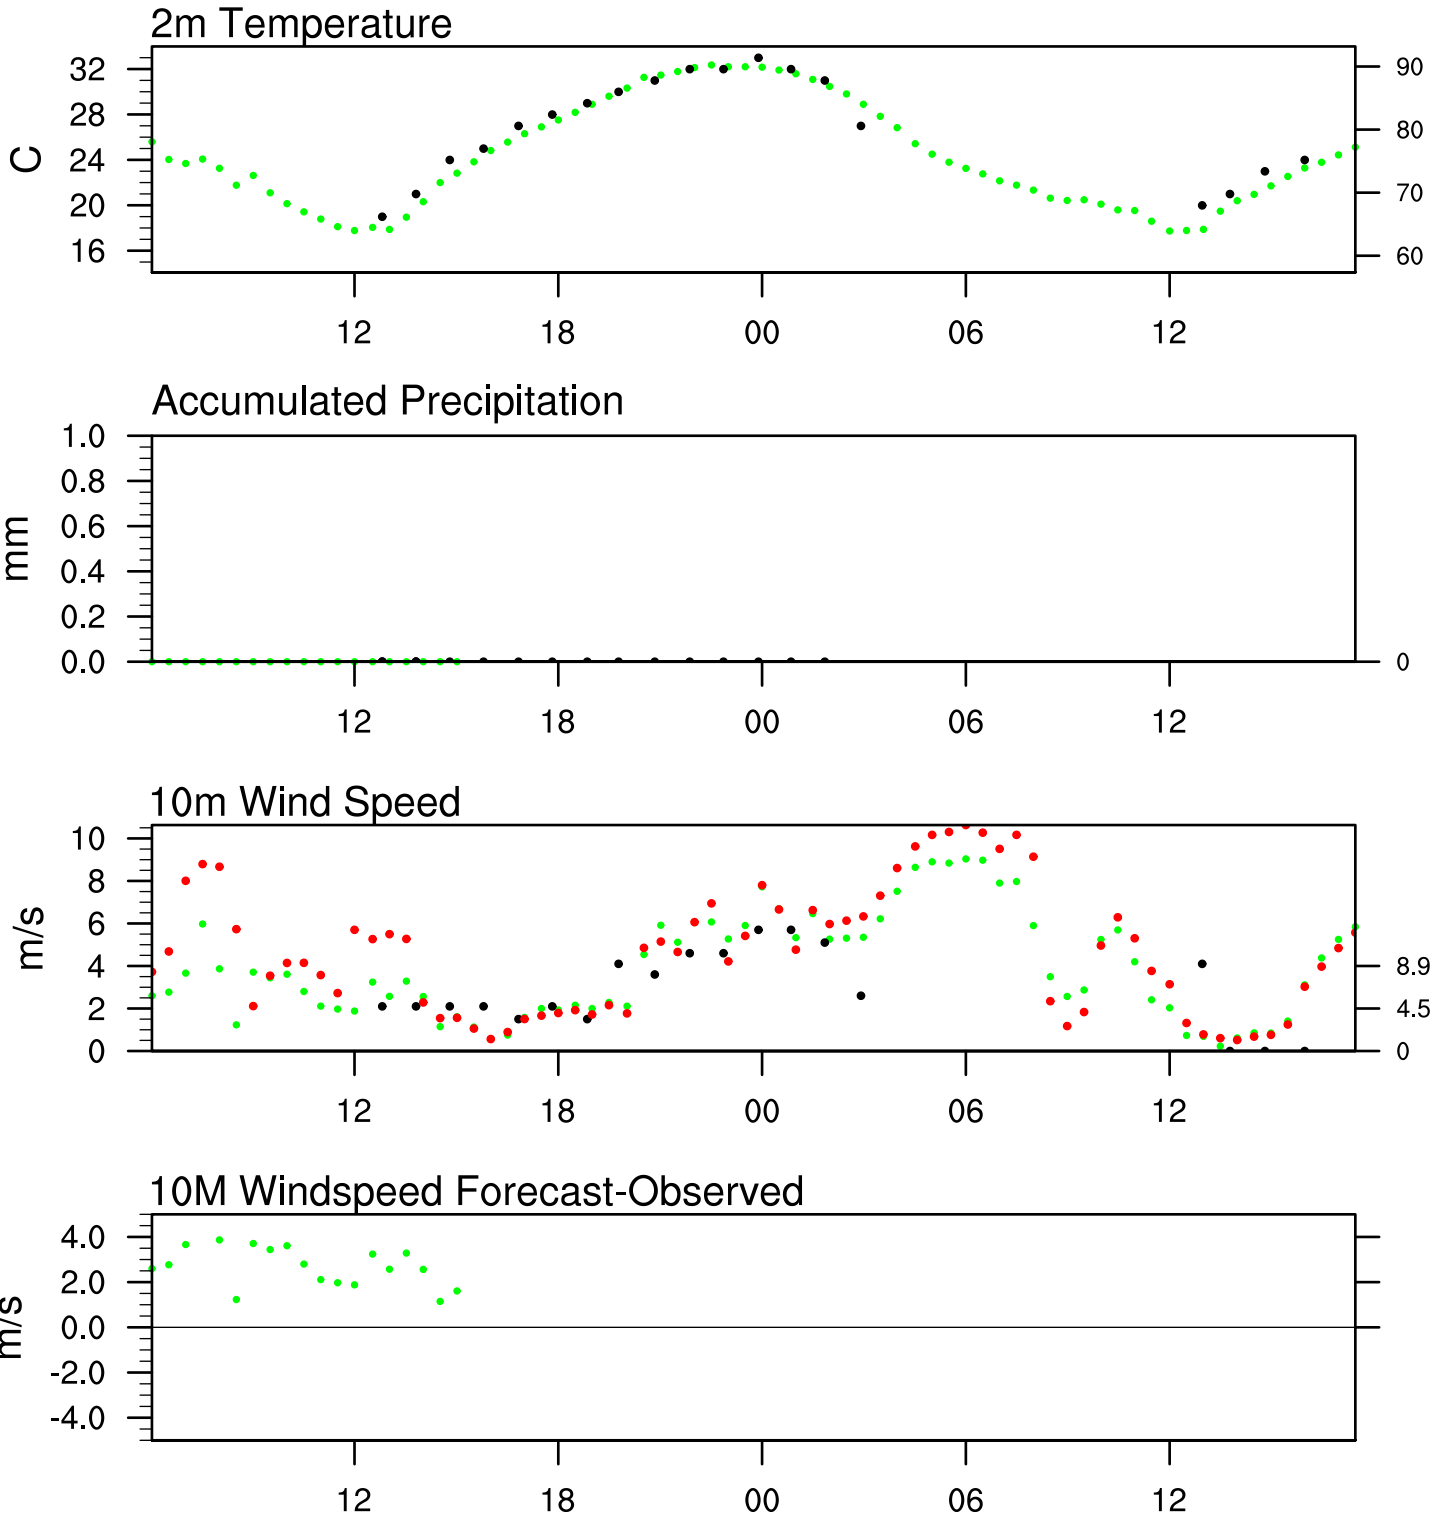 2m Temperature
32
28
24
20
16
C
90
80
70
60
12 18 00 06 12
Accumulated Precipitation
1.0
0.8
0.6
0.4
0.2
0.0
mm
0
12 18 00 06 12
10m Wind Speed
10
8
6
4
2
0
m/s
8.9
4.5
0
12 18 00 06 12
10M Windspeed Forecast-Observed
4.0
2.0
0.0
-2.0
-4.0
m/s
12 18 00 06 12